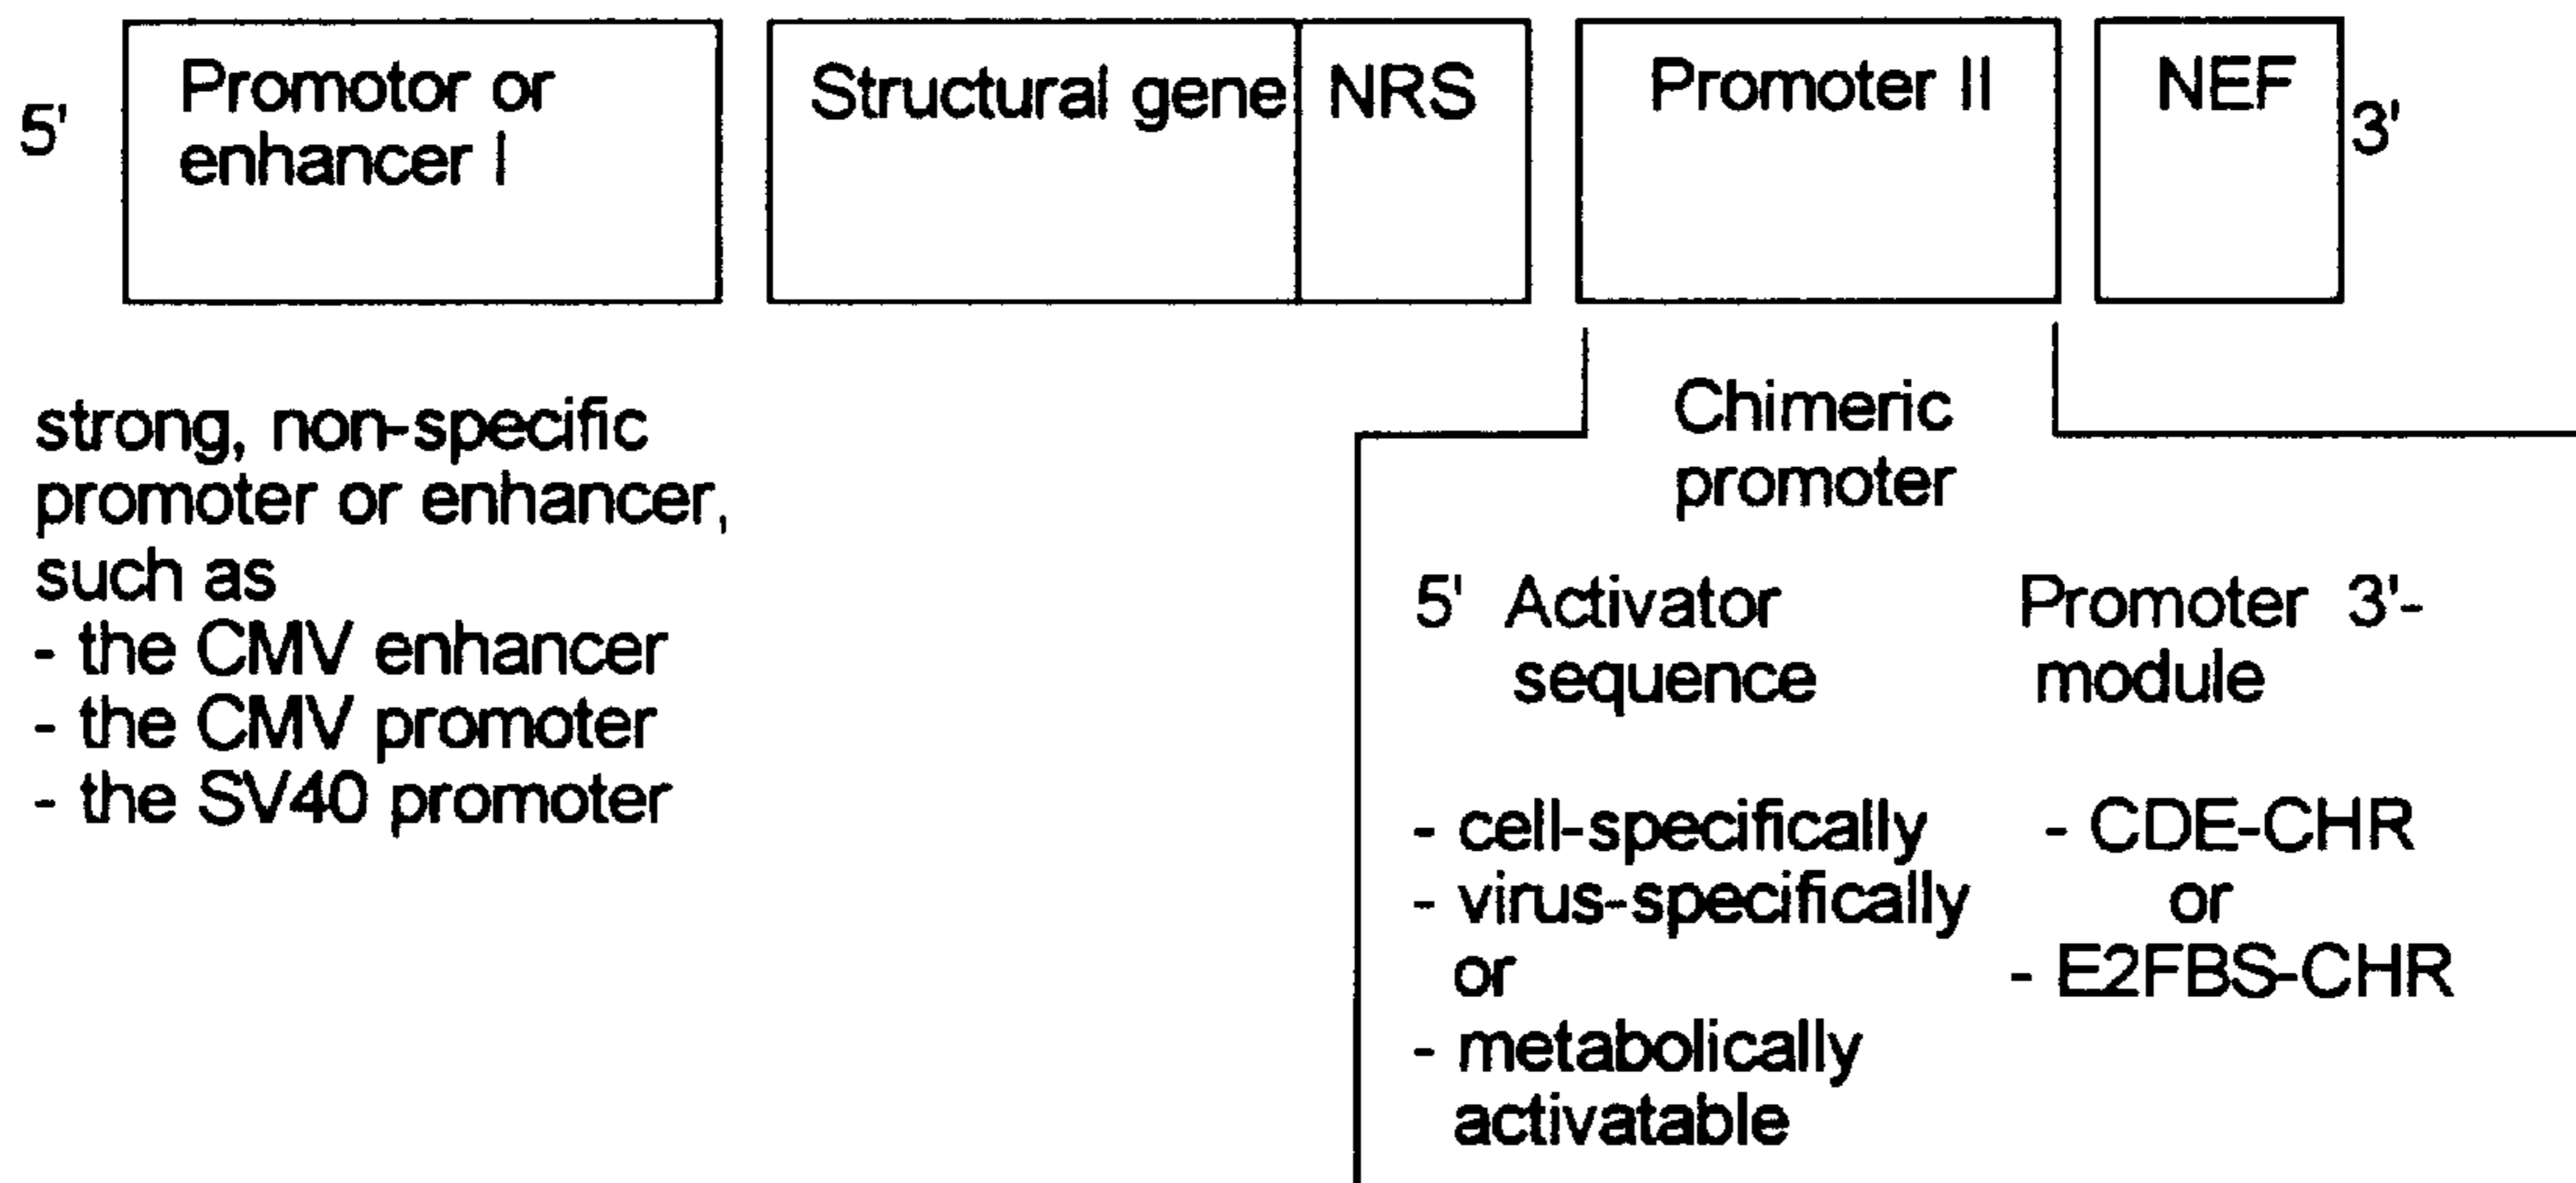 5' Promotor or enhancer I Structural gene NRS Promoter II NEF 3'
strong, non-specific
promoter or enhancer,
such as
- the CMV enhancer
- the CMV promoter
- the SV40 promoter
Chimeric
promoter
5' Activator sequence
Promoter 3'-
module
- cell-specifically
- virus-specifically
or
- metabolically
activatable
- CDE-CHR
or
- E2FBS-CHR